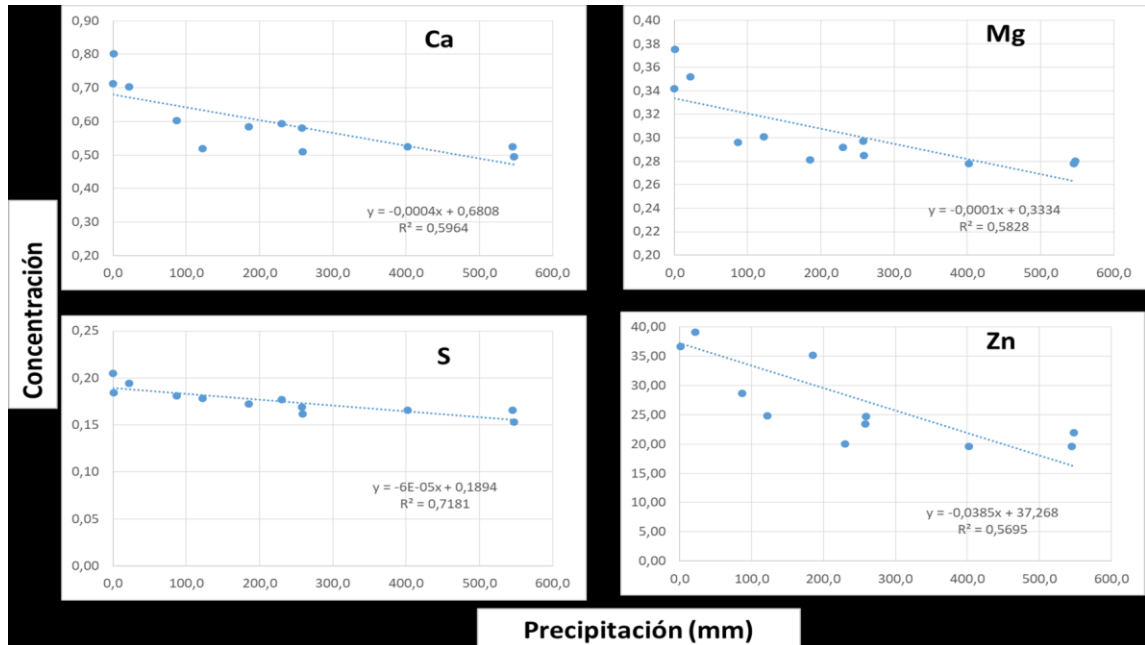 Concentración
Ca
0,90
0,80
0,70
0,60
0,50
0,40
0,30
0,20
y = -0,0004x + 0,6808
R² = 0,5964
0,0 100,0 200,0 300,0 400,0 500,0 600,0
Mg
0,40
0,38
0,36
0,34
0,32
0,30
0,28
0,26
0,24
0,22
0,20
y = -0,0001x + 0,3334
R² = 0,5828
0,0 100,0 200,0 300,0 400,0 500,0 600,0
S
0,25
0,20
0,15
0,10
0,05
0,00
y = -6E-05x + 0,1894
R² = 0,7181
0,0 100,0 200,0 300,0 400,0 500,0 600,0
Zn
40,00
35,00
30,00
25,00
20,00
15,00
10,00
5,00
0,00
y = -0,0385x + 37,268
R² = 0,5695
0,0 100,0 200,0 300,0 400,0 500,0 600,0
Precipitación (mm)